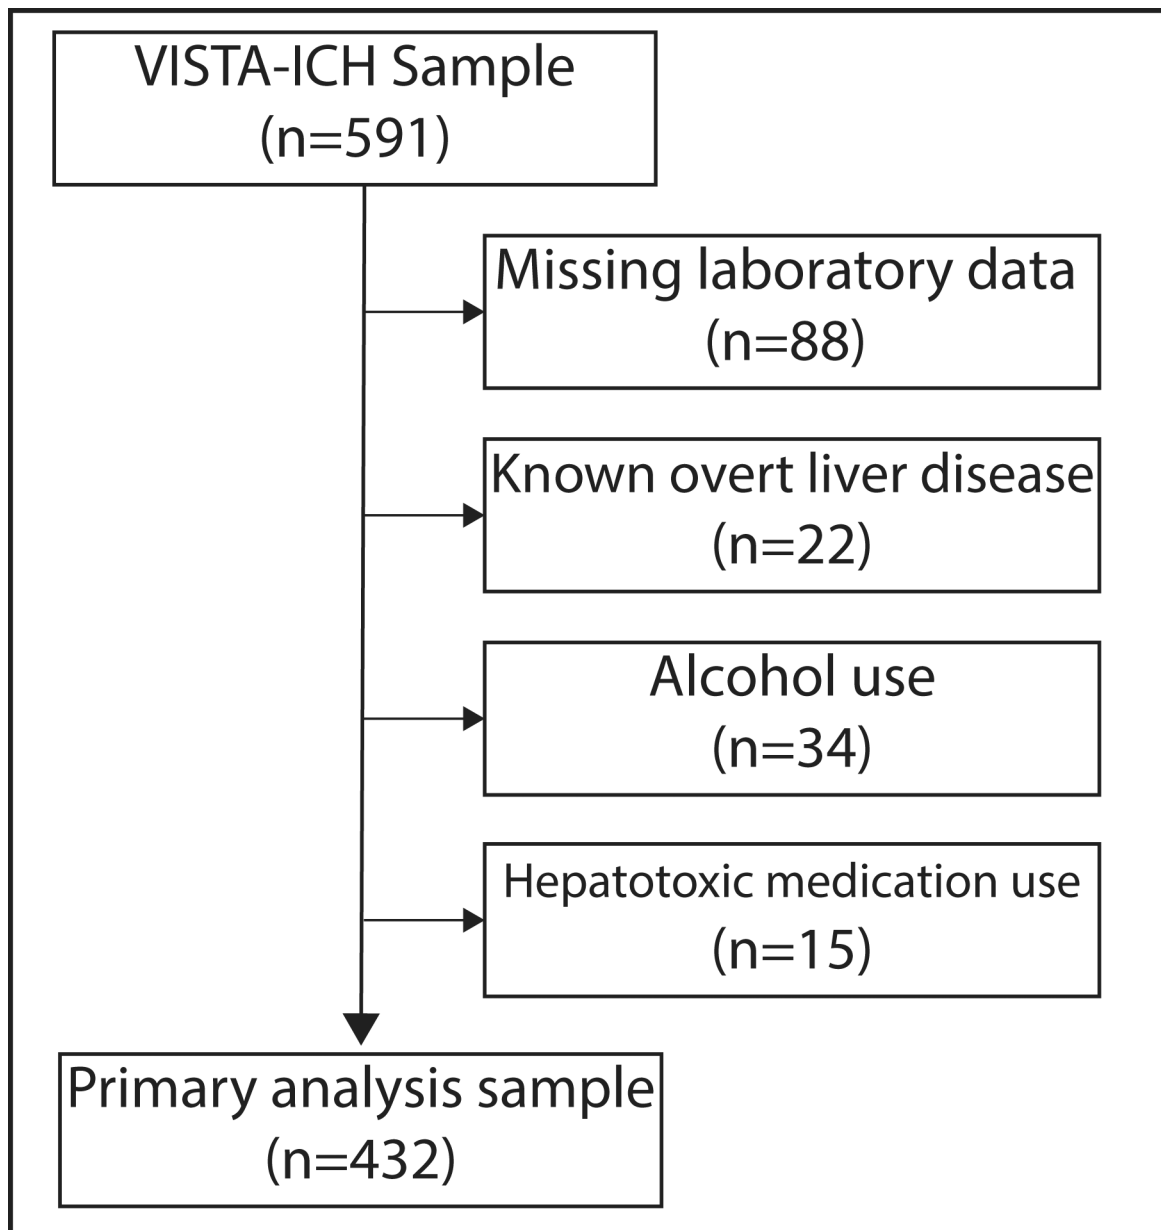 VISTA-ICH Sample
(n=591)
Missing laboratory data
(n=88)
Known overt liver disease
(n=22)
Alcohol use
(n=34)
Hepatotoxic medication use
(n=15)
Primary analysis sample
(n=432)